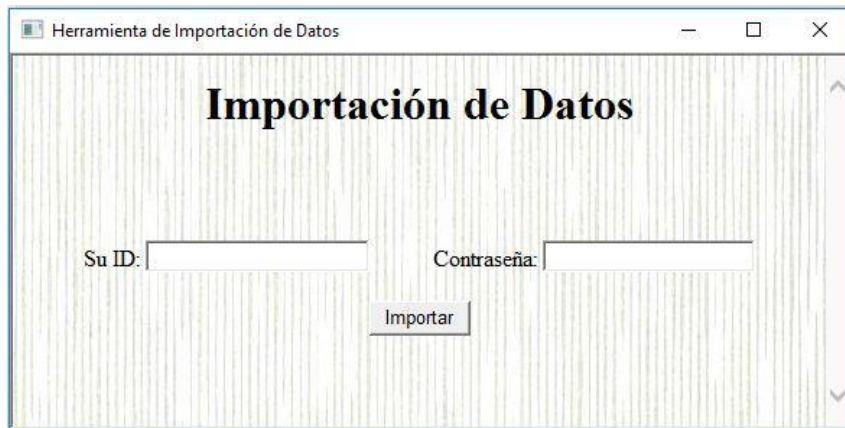 Herramienta de Importación de Datos
Importación de Datos
Su ID: Contraseña:
Importar